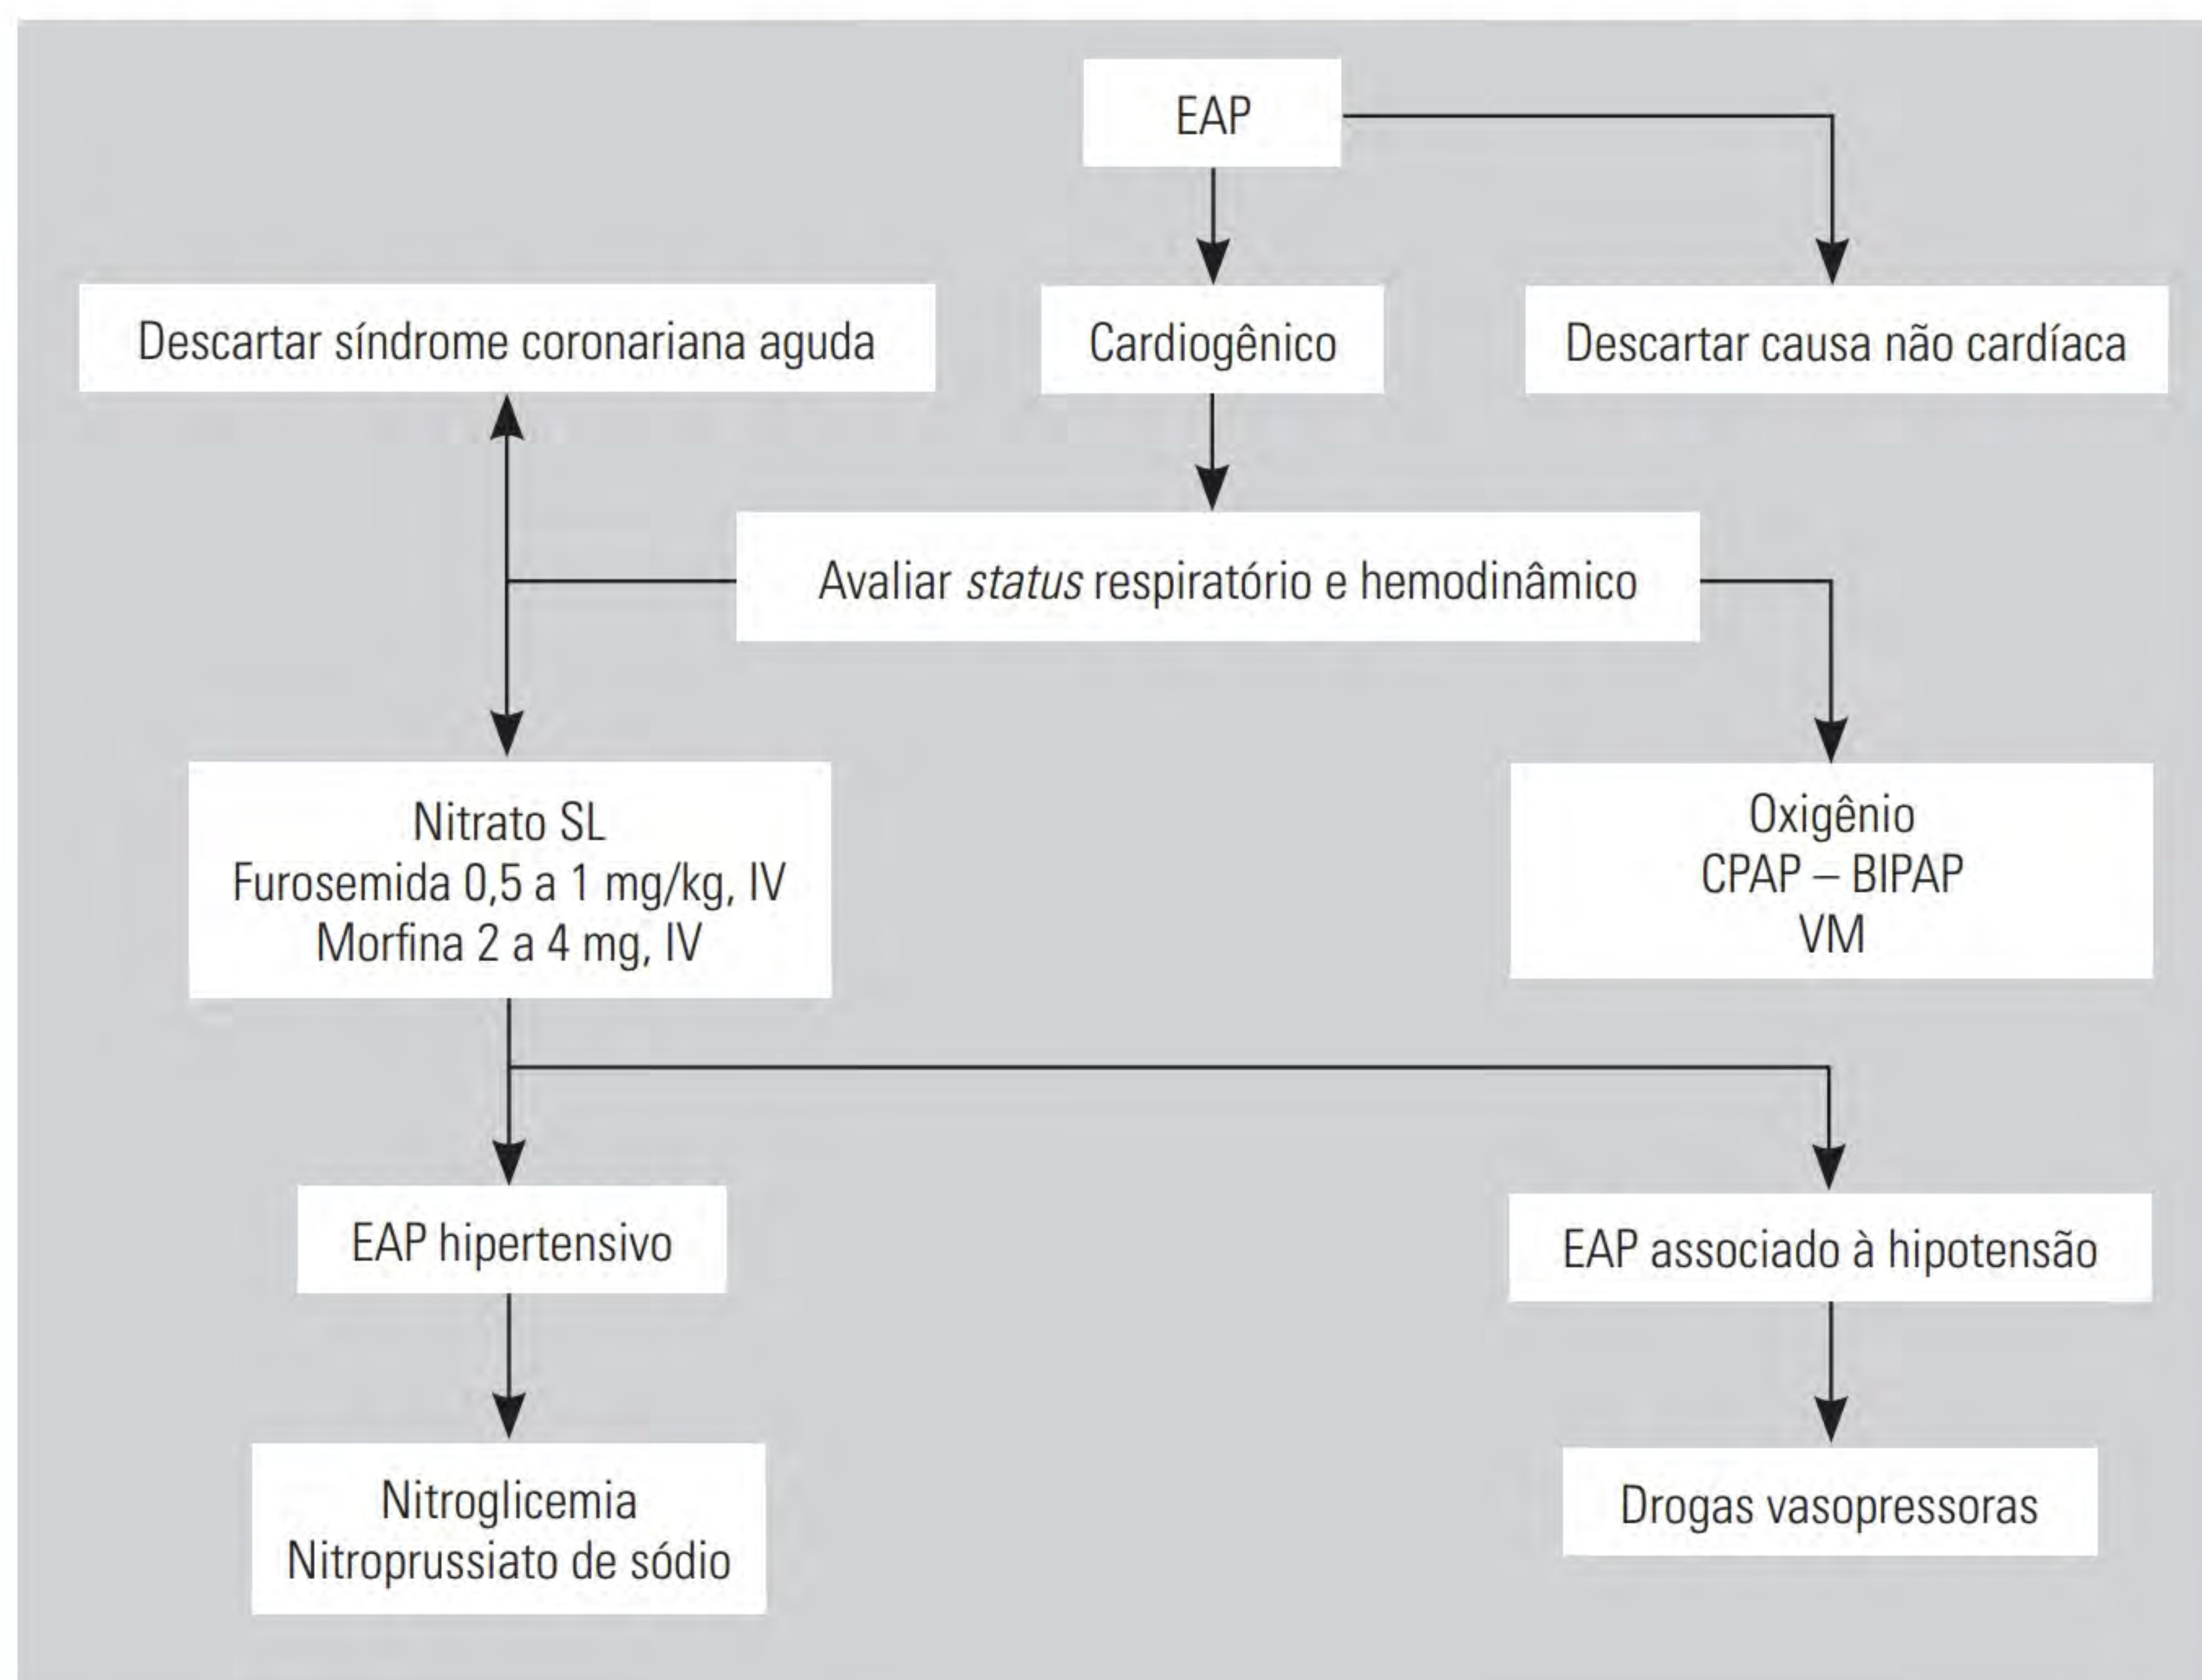 EAP
Descartar síndrome coronariana aguda
Cardiogênico
Descartar causa não cardíaca
Avaliar status respiratório e hemodinâmico
Nitrato SL
Furosemida 0,5 a 1 mg/kg, IV
Morfina 2 a 4 mg, IV
Oxigênio
CPAP – BIPAP
VM
EAP hipertensivo
EAP associado à hipotensão
Nitroglicemia
Nitroprussiato de sódio
Drogas vasopressoras